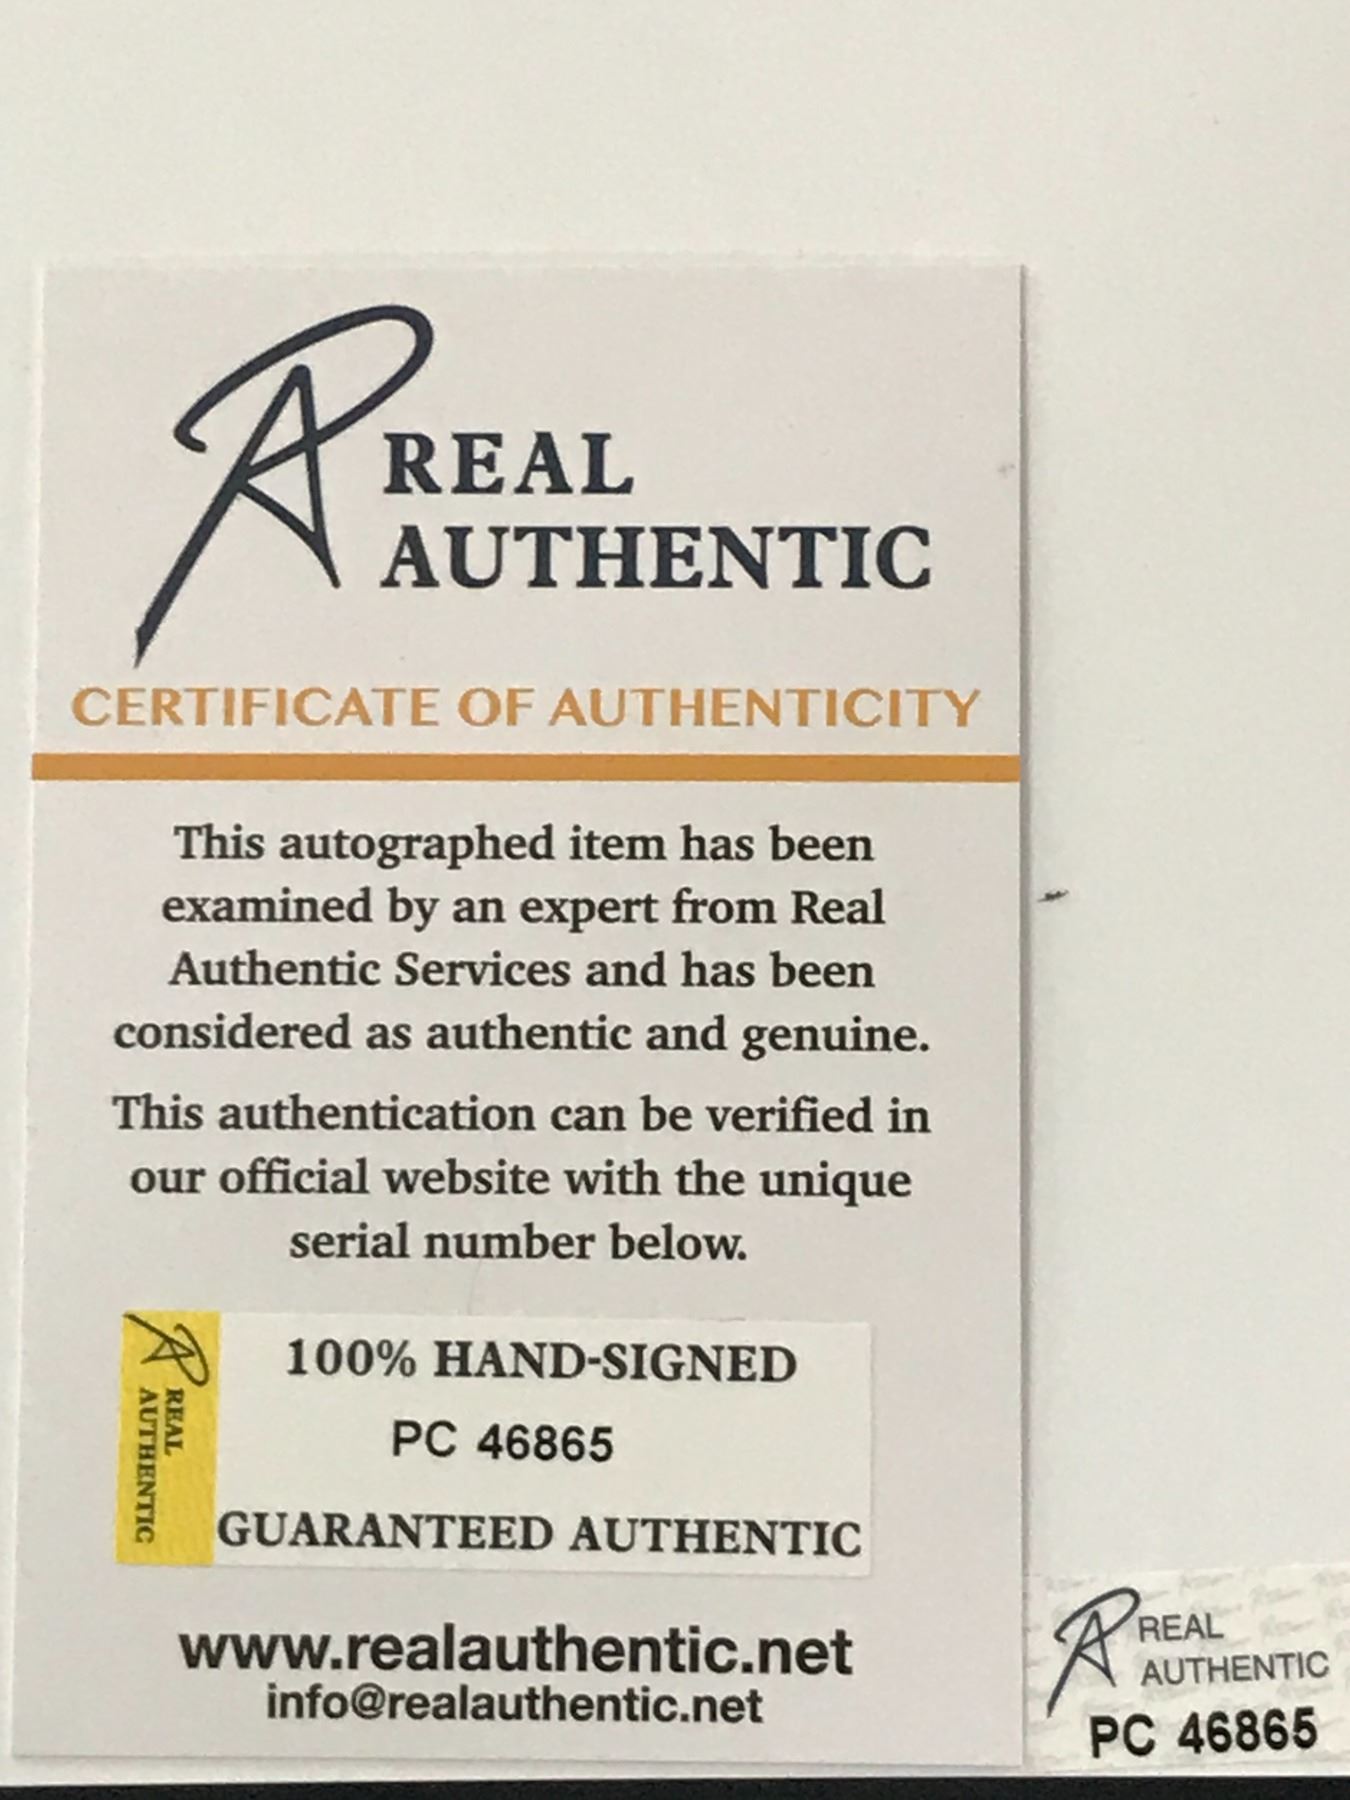 REAL
AUTHENTIC
CERTIFICATE OF AUTHENTICITY
This autographed item has been
examined by an expert from Real
Authentic Services and has been
considered as authentic and genuine.
This authentication can be verified in
our official website with the unique
serial number below.
REAL
AUTHENTIC
100% HAND-SIGNED
PC 46865
GUARANTEED AUTHENTIC
www.realauthentic.net
info@realauthentic.net
REAL
AUTHENTIC
PC 46865